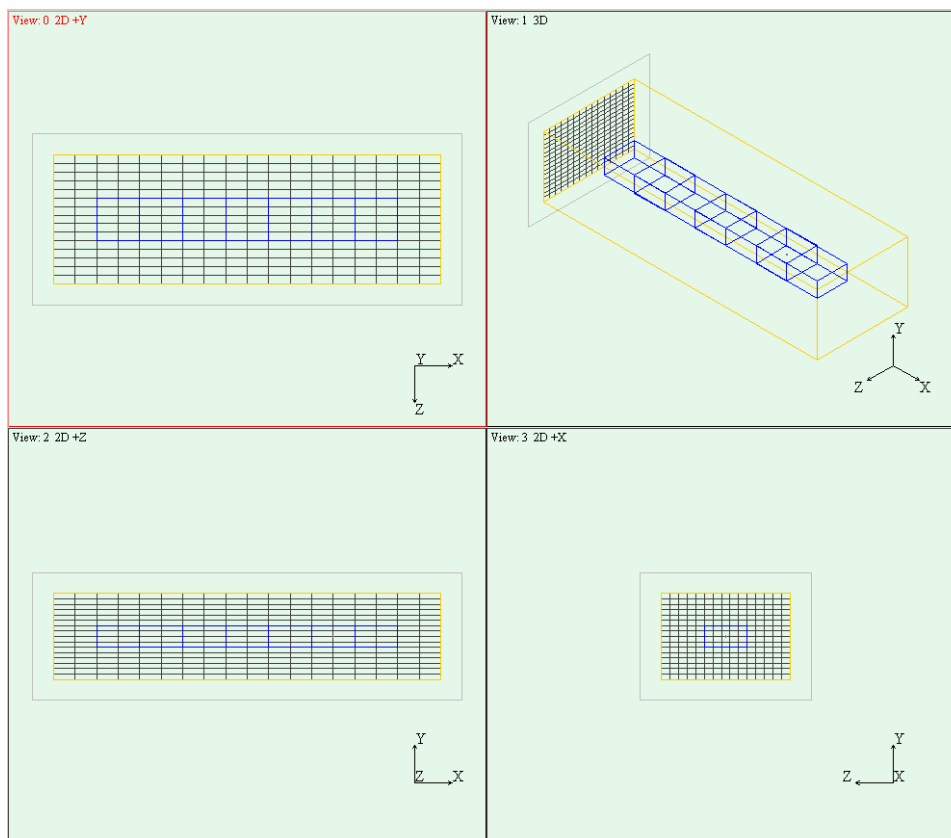 View: 0 2D +Y
View: 1 3D
Y X
Z
Y
Z X
View: 2 2D +Z
View: 3 2D +X
Y
Z X
Y
Z X